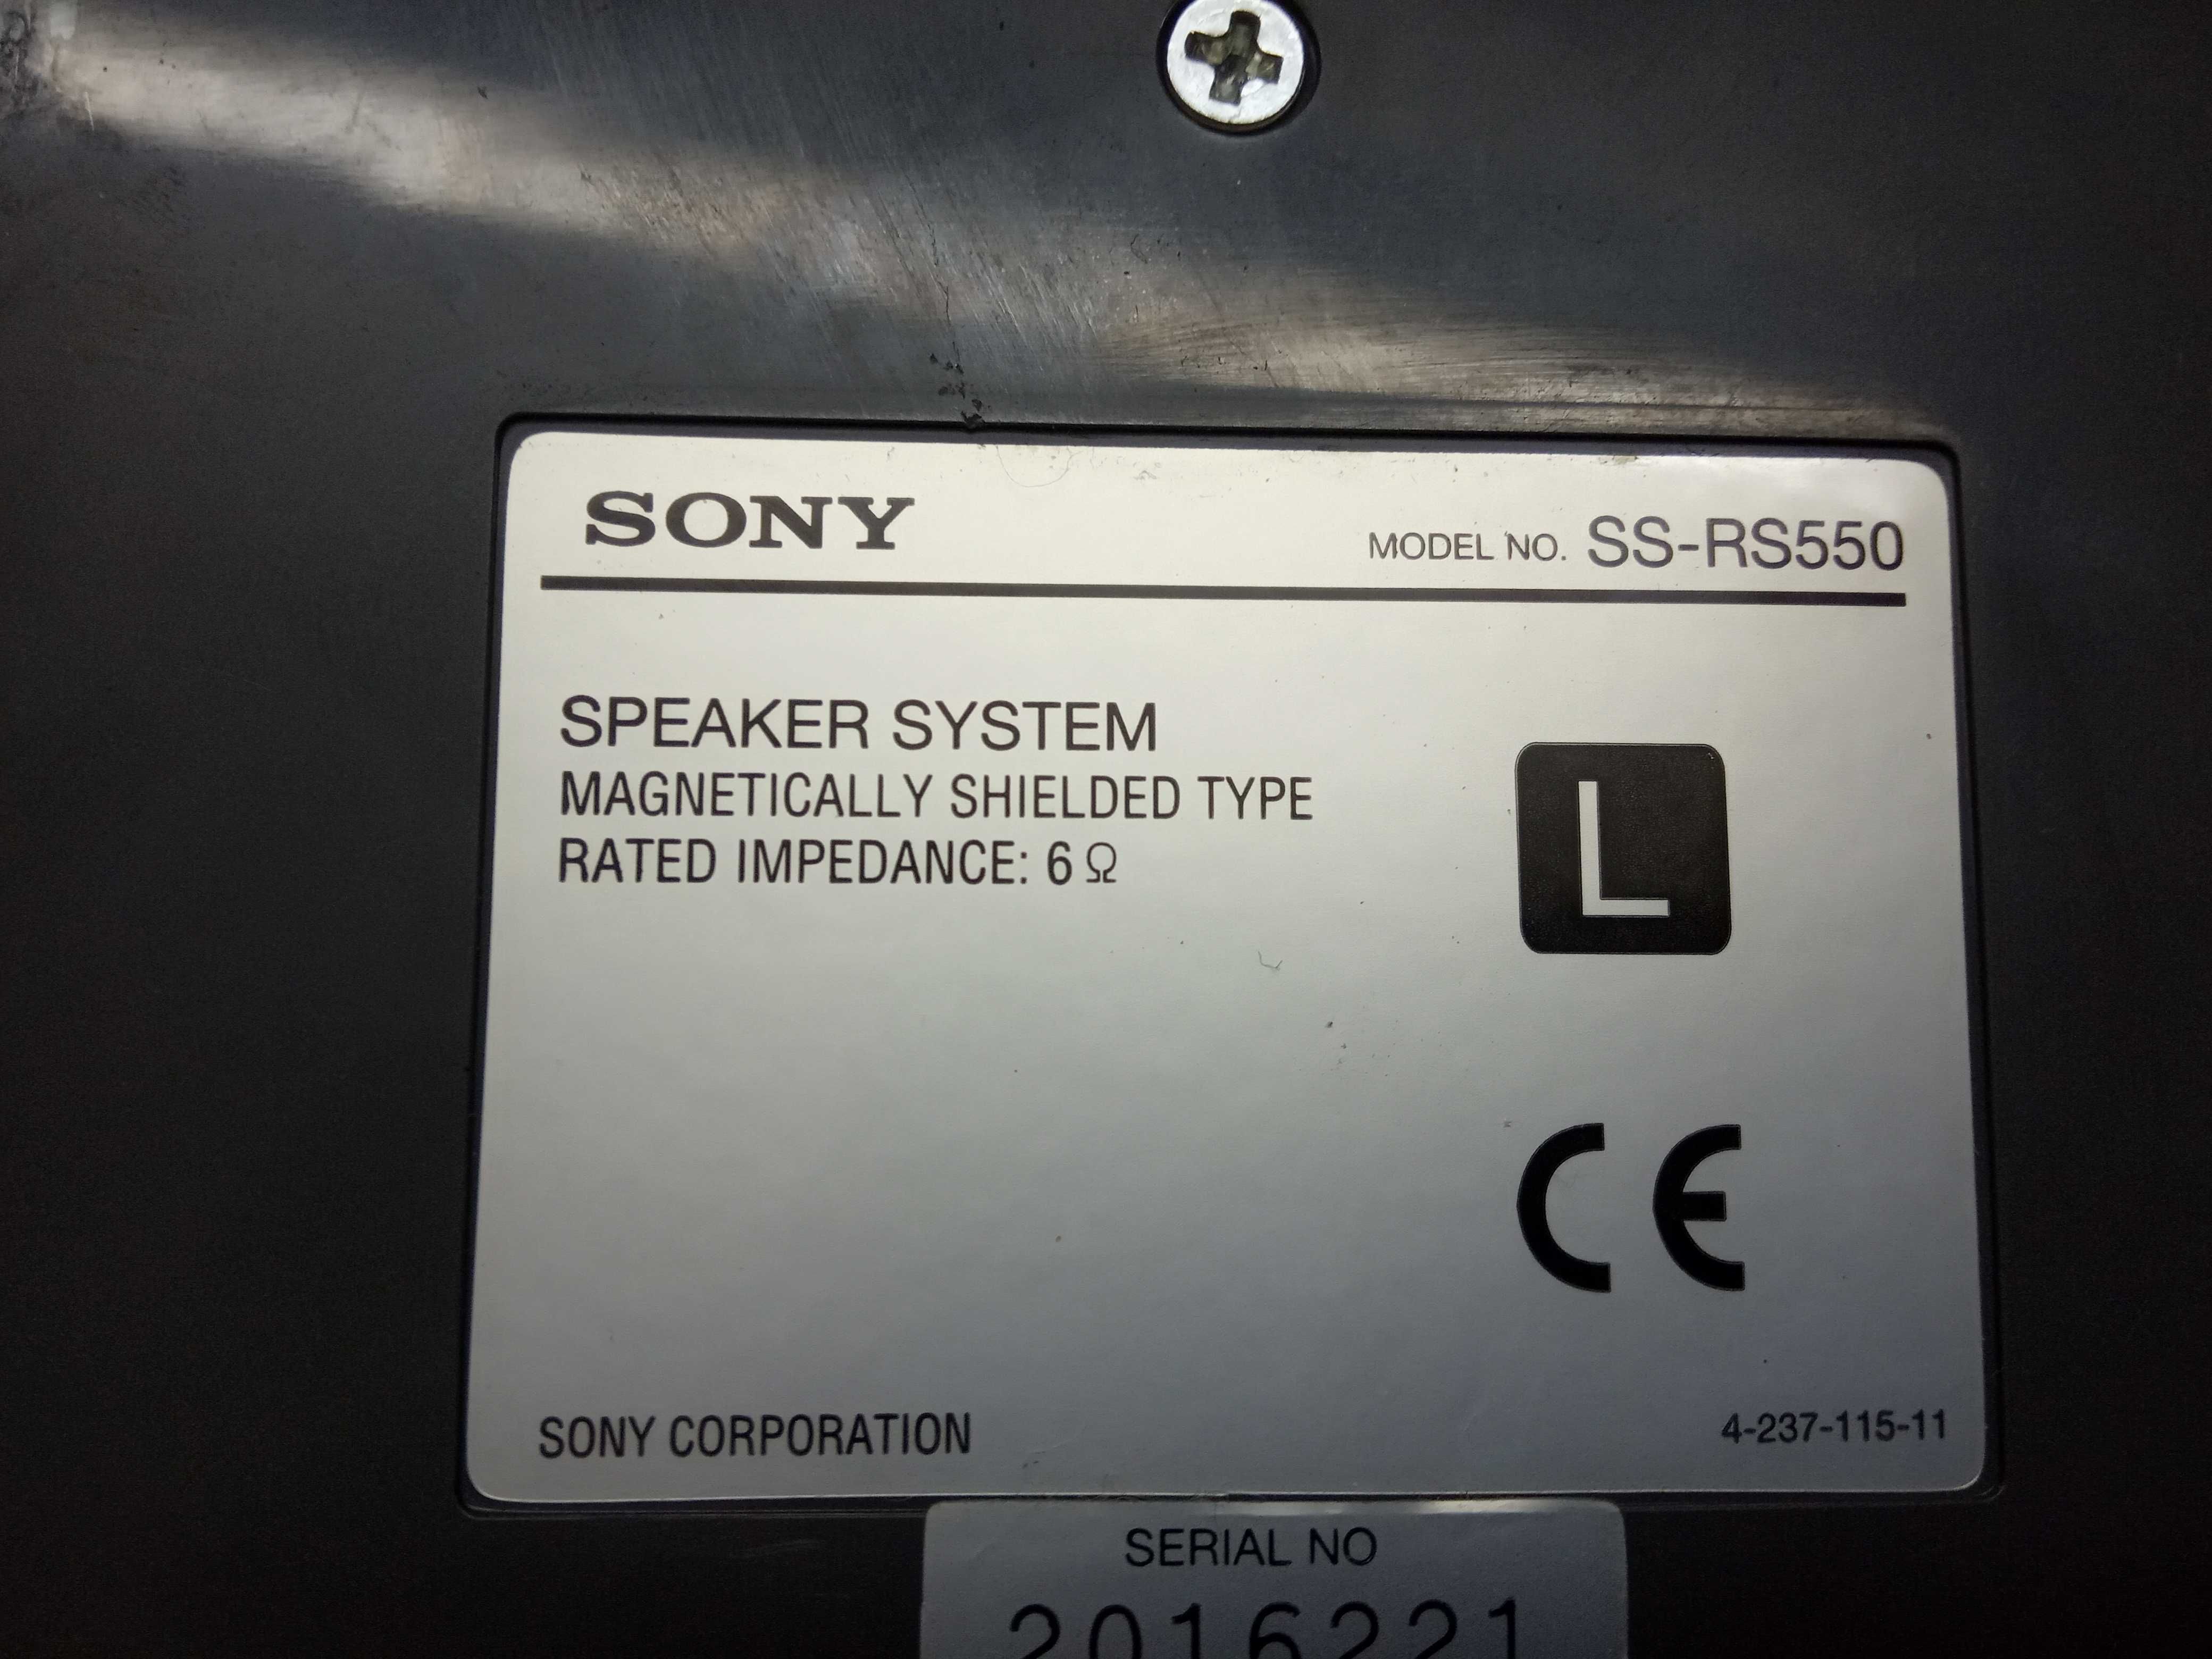 SONY
MODEL NO. SS-RS550
SPEAKER SYSTEM
MAGNETICALLY SHIELDED TYPE
RATED IMPEDANCE: 6 Ω
L
CE
SONY CORPORATION
4-237-115-11
SERIAL NO
2016221